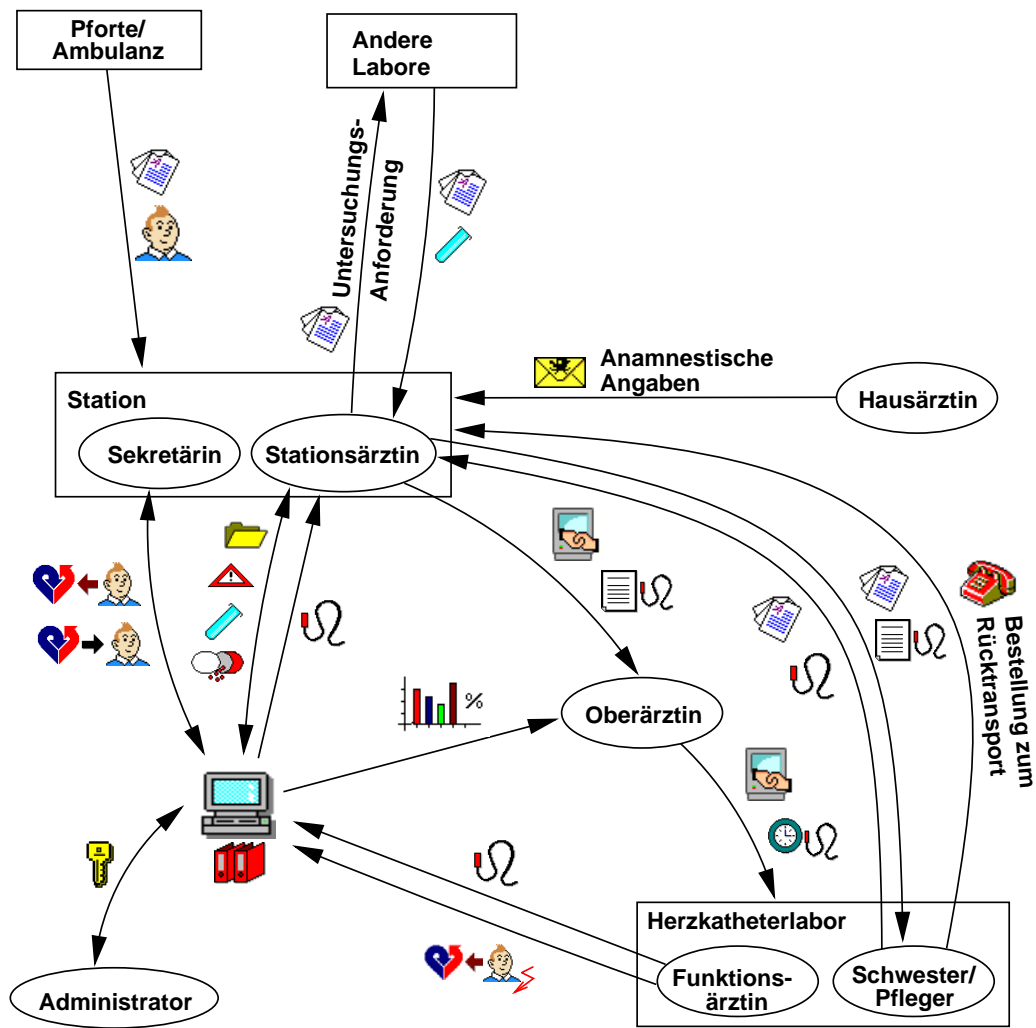 Pforte/
Ambulanz
Andere
Labore
Untersuchungs-
Anforderung
Anamnestische
Angaben
Hausärztin
Station
Sekretärin
Stationsärztin
Bestellung zum
Rücktransport
%
Oberärztin
Herzkatheterlabor
Funktions-
ärztin
Schwester/
Pfleger
Administrator